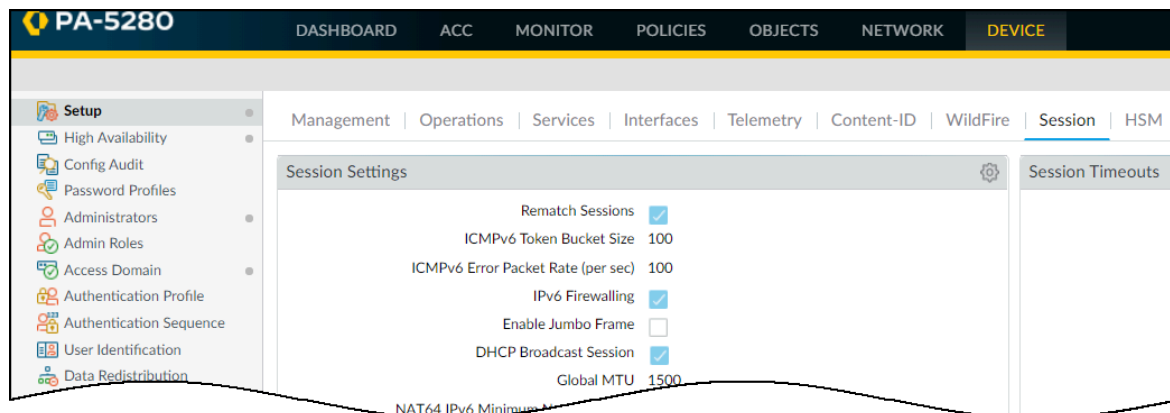 PA-5280
DASHBOARD ACC MONITOR POLICIES OBJECTS NETWORK DEVICE
Setup
High Availability
Config Audit
Password Profiles
Administrators
Admin Roles
Access Domain
Authentication Profile
Authentication Sequence
User Identification
Data Redistribution
Management | Operations | Services | Interfaces | Telemetry | Content-ID | WildFire | Session | HSM
Session Settings
Rematch Sessions
ICMPv6 Token Bucket Size 100
ICMPv6 Error Packet Rate (per sec) 100
IPv6 Firewalling
Enable Jumbo Frame
DHCP Broadcast Session
Global MTU 1500
NAT64 IPv6 Minimum
Session Timeouts